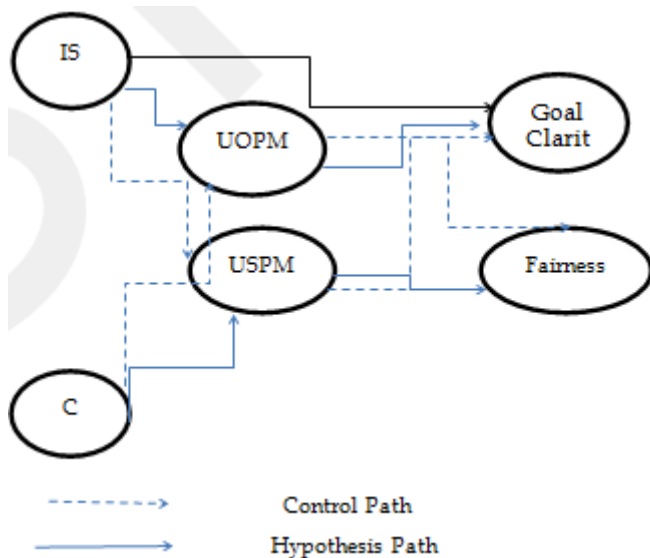 IS
UOPM
Goal
Clarit
USPM
Fairness
C
Control Path
Hypothesis Path